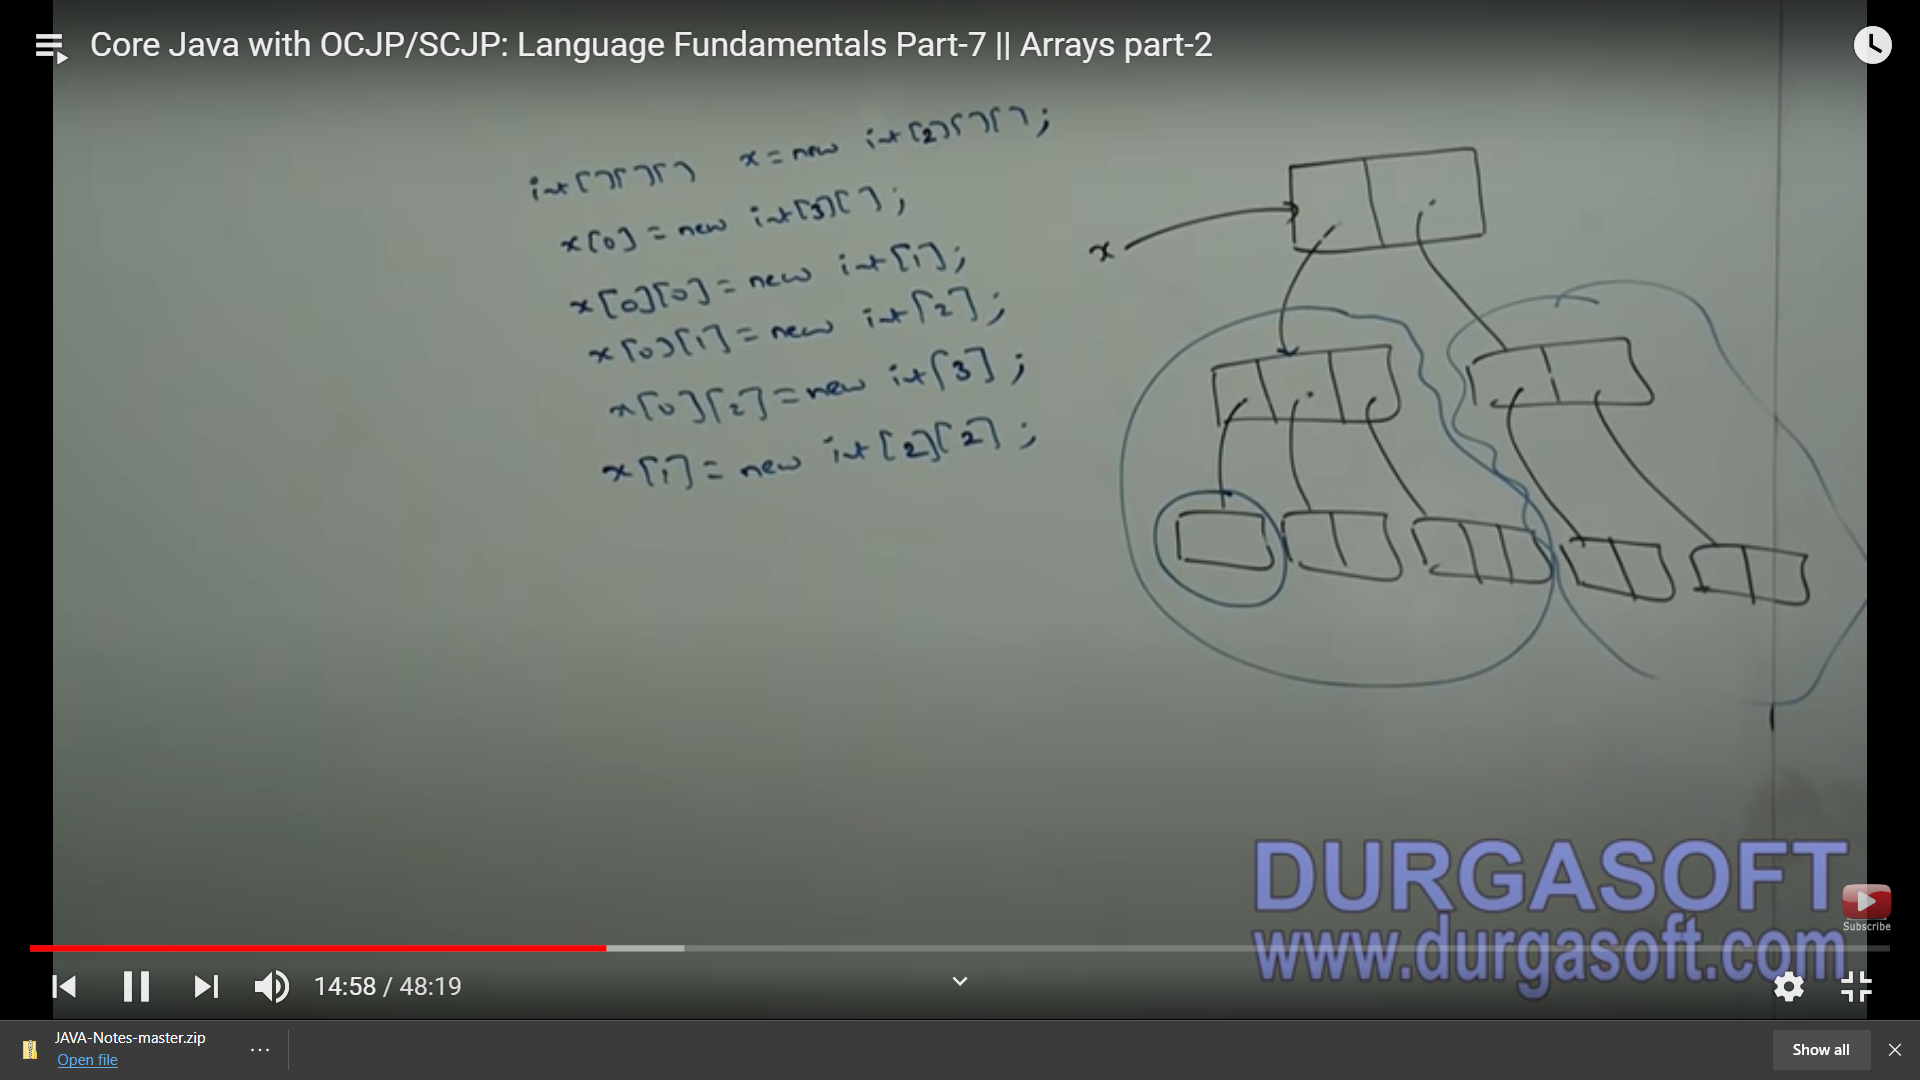 Core Java with OCJP/SCJP: Language Fundamentals Part-7 || Arrays part-2
int[][][] x = new int[2][][];
x[0] = new int[3][];
x[0][0] = new int[1];
x[0][1] = new int[2];
x[0][2] = new int[3];
x[1] = new int[2][2];
x
DURGASOFT
www.durgasoft.com
Subscribe
14:58 / 48:19
JAVA-Notes-master.zip
Open file
Show all